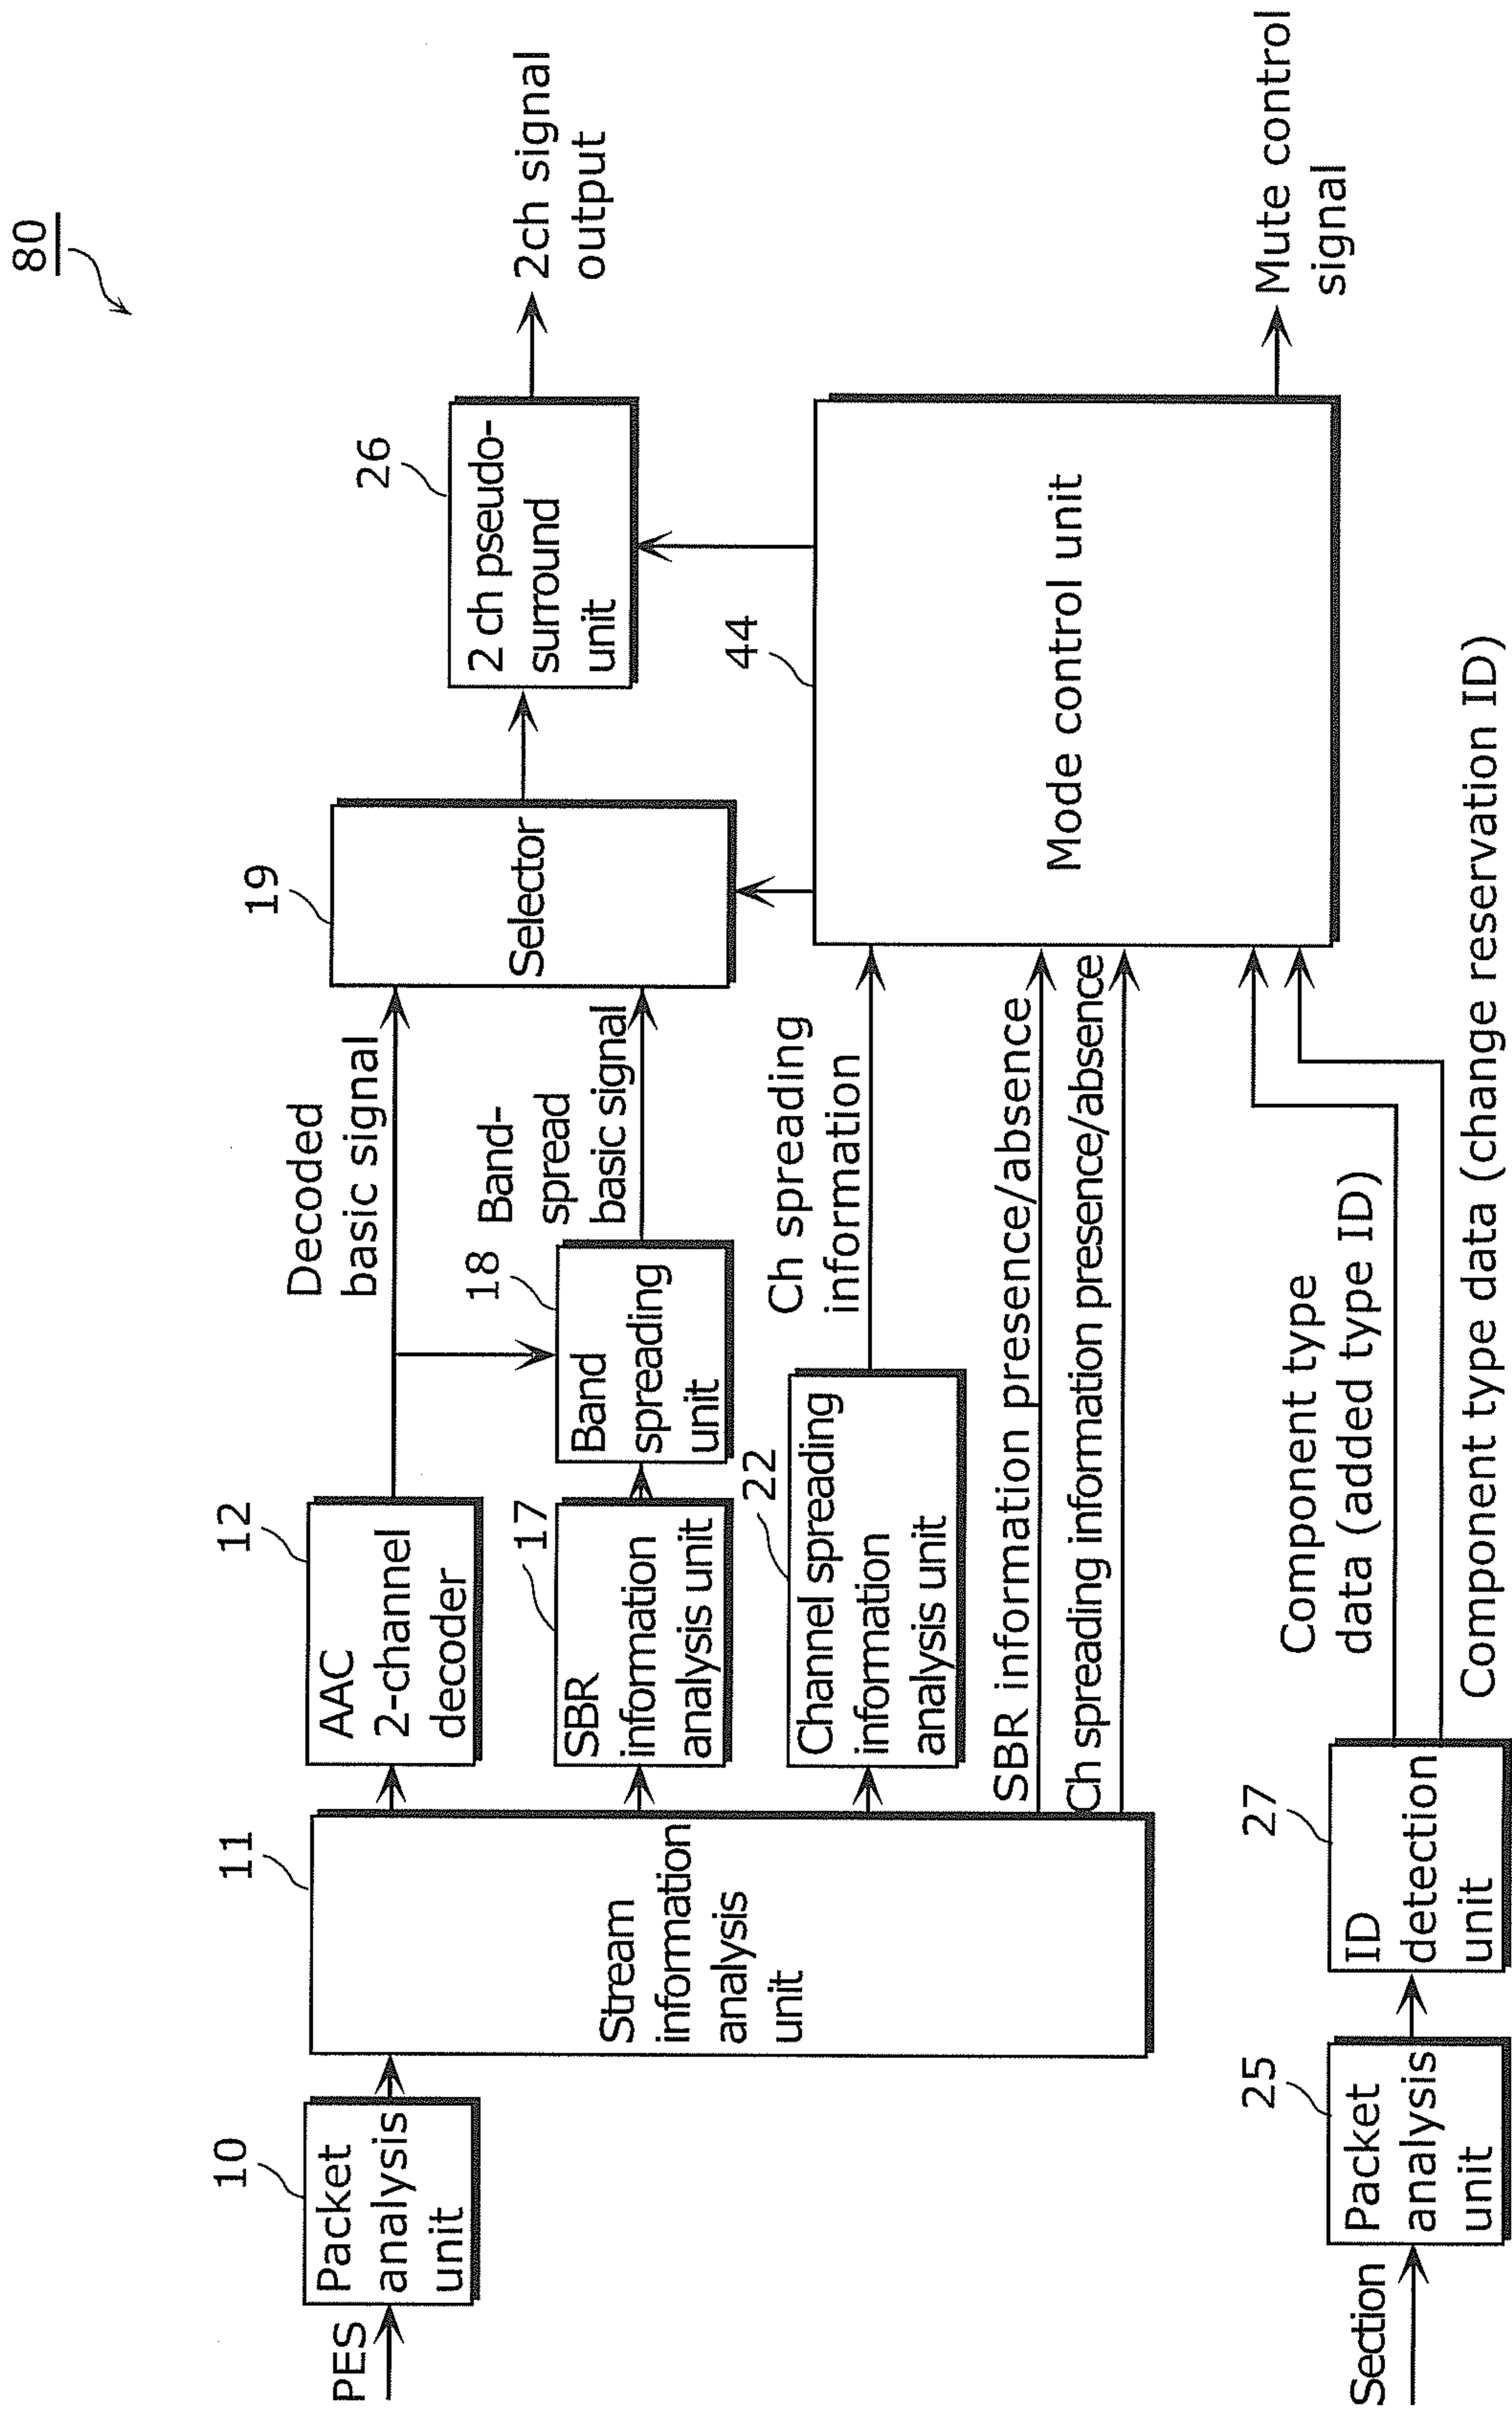 80
10
Packet
analysis
unit
PES
11
Stream
information
analysis
unit
12
AAC
2-channel
decoder
17
SBR
information
analysis unit
22
Channel spreading
information
analysis unit
18
Band
spreading
unit
Decoded
basic signal
Band-
spread
basic signal
19
Selector
26
2 ch pseudo-
surround
unit
2ch signal
output
Ch spreading
information
SBR information presence/absence
Ch spreading information presence/absence
44
Mode control unit
Mute control
signal
Section
25
Packet
analysis
unit
27
ID
detection
unit
Component type
data (added type ID)
Component type data (change reservation ID)